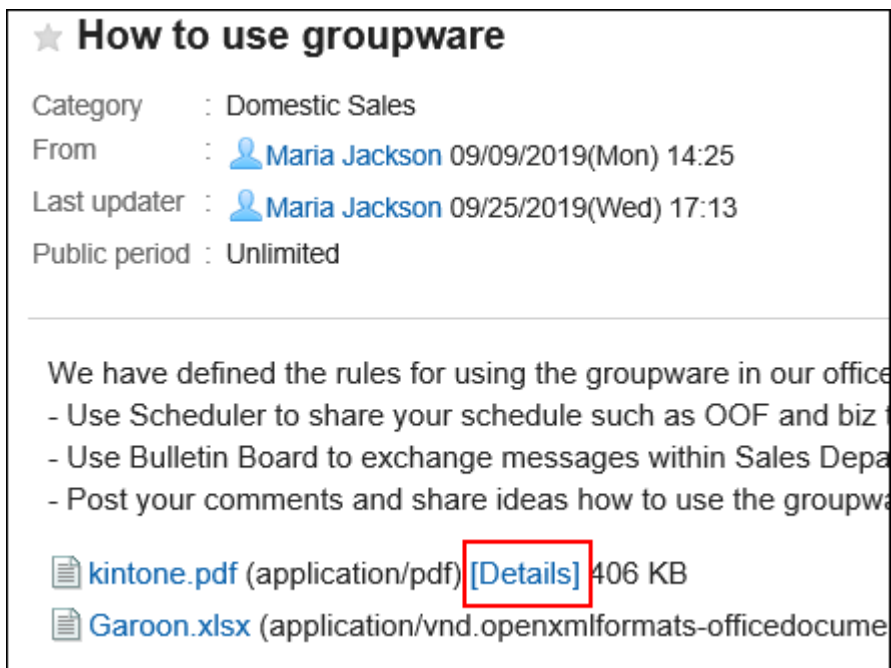 How to use groupware
Category : Domestic Sales
From : Maria Jackson 09/09/2019(Mon) 14:25
Last updater : Maria Jackson 09/25/2019(Wed) 17:13
Public period : Unlimited
We have defined the rules for using the groupware in our office
- Use Scheduler to share your schedule such as OOF and biz
- Use Bulletin Board to exchange messages within Sales
- Post your comments and share ideas how to use the
kintone.pdf (application/pdf) [Details] 406 KB
Garoon.xlsx (application/vnd.openxmlformats-